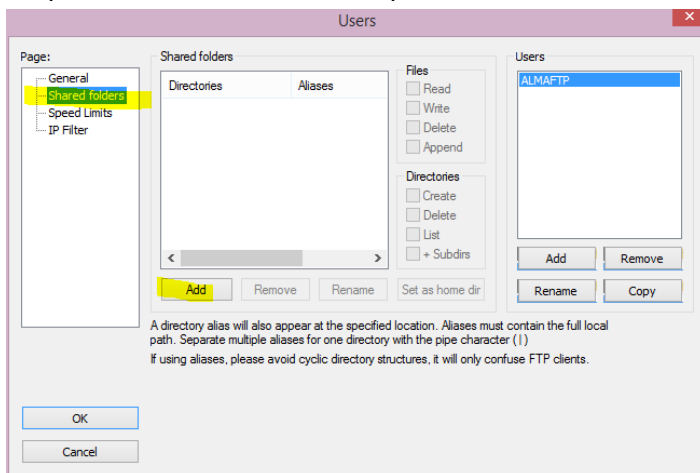 Users
Page:
General
Shared folders
Speed Limits
IP Filter
Shared folders
Directories Aliases
Files
Read
Write
Delete
Append
Directories
Create
Delete
List
+ Subdirs
Add Remove Rename Set as home dir
Users
ALMAFTP
Add Remove
Rename Copy
A directory alias will also appear at the specified location. Aliases must contain the full local
path. Separate multiple aliases for one directory with the pipe character (|)
If using aliases, please avoid cyclic directory structures, it will only confuse FTP clients.
OK
Cancel